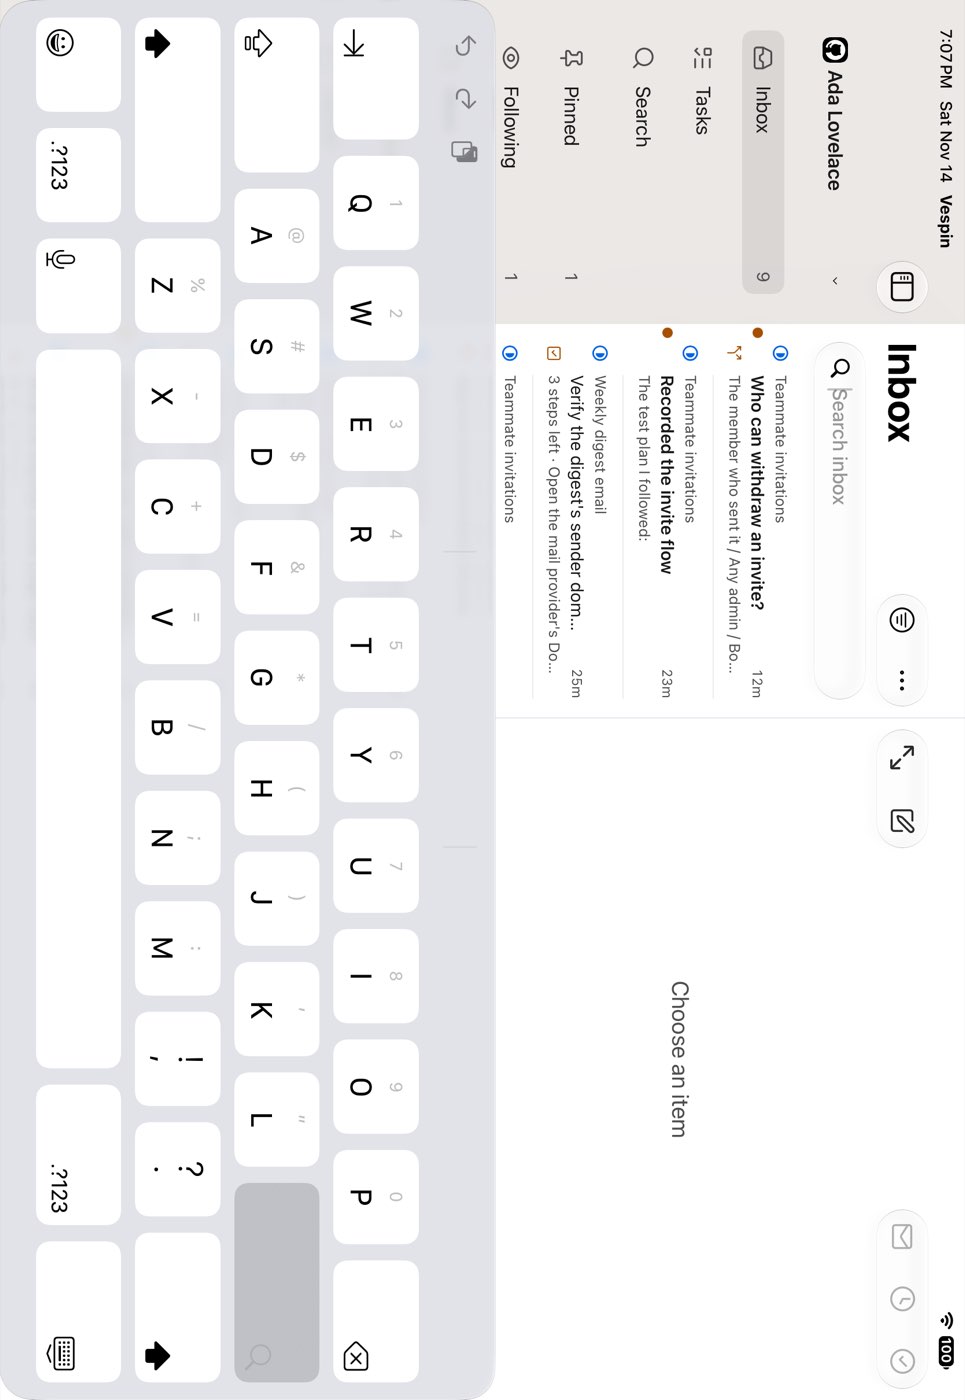 7:07 PM Sat Nov 14 Vespin
100
Ada Lovelace
Inbox 9
Tasks
Search
Pinned 1
Following 1
Inbox
Search inbox
Teammate invitations
Who can withdraw an invite? 12m
The member who sent it / Any admin / Bo...
Teammate invitations
Recorded the invite flow 23m
The test plan I followed:
Weekly digest email
Verify the digest's sender dom... 25m
3 steps left · Open the mail provider's Do...
Teammate invitations
Choose an item
1 2 3 4 5 6 7 8 9 0
Q W E R T Y U I O P
@ # $ & * ( ) ' "
A S D F G H J K L
% - + = / ; : ! ?
Z X C V B N M , .
.?123 .?123